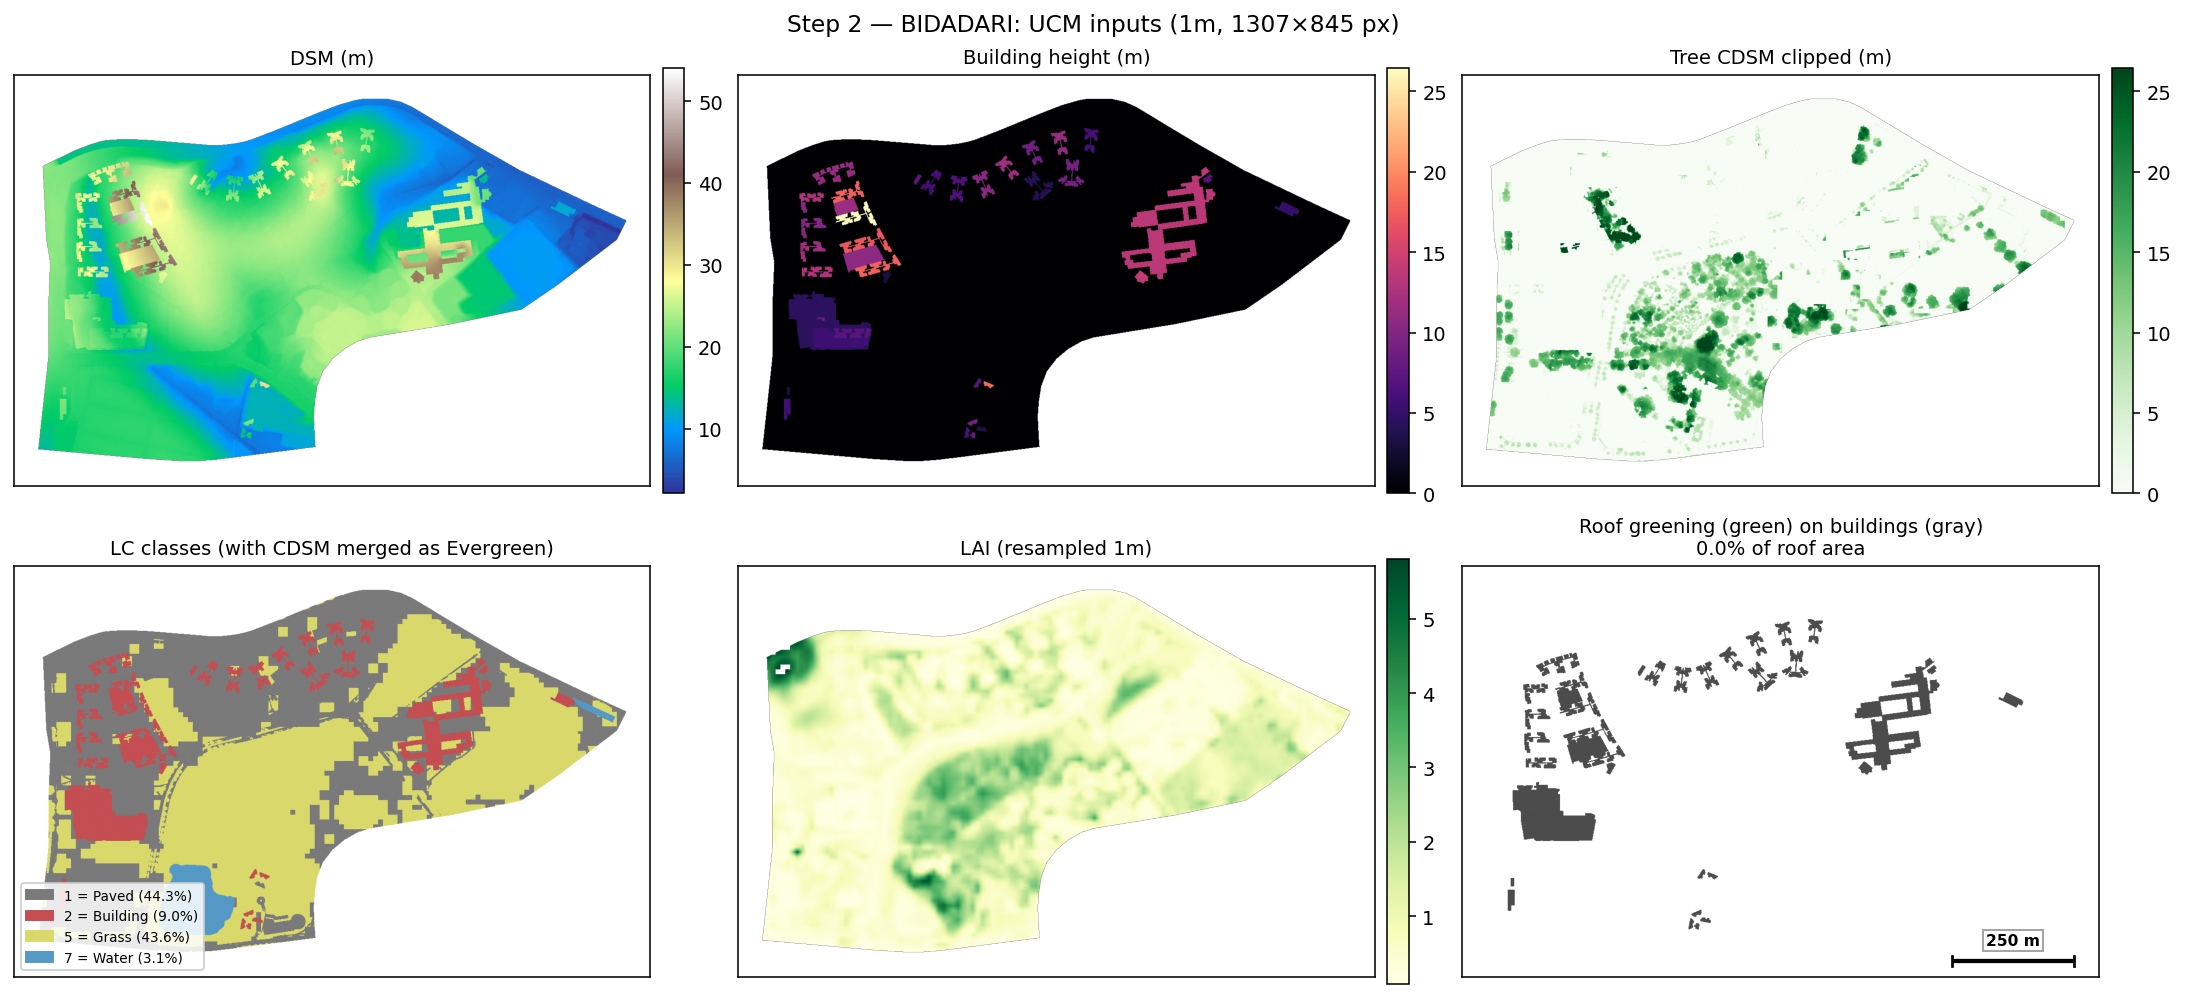 Step 2 — BIDADARI: UCM inputs (1m, 1307×845 px)
DSM (m)
50
40
30
20
10
Building height (m)
25
20
15
10
5
0
Tree CDSM clipped (m)
25
20
15
10
5
0
LC classes (with CDSM merged as Evergreen)
1 = Paved (44.3%)
2 = Building (9.0%)
5 = Grass (43.6%)
7 = Water (3.1%)
LAI (resampled 1m)
5
4
3
2
1
Roof greening (green) on buildings (gray)
0.0% of roof area
250 m